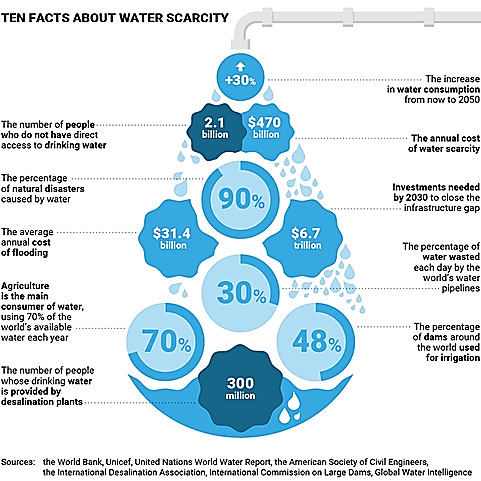 TEN FACTS ABOUT WATER SCARCITY
+30%
The increase
in water consumption
from now to 2050
The number of people
who do not have direct
access to drinking water
2.1
billion
$470
billion
The annual cost
of water scarcity
The percentage
of natural disasters
caused by water
90%
Investments needed
by 2030 to close the
infrastructure gap
The average
annual cost
of flooding
$31.4
billion
$6.7
trillion
The percentage of
water wasted
each day by the
world's water
pipelines
30%
Agriculture
is the main
consumer of water,
using 70% of the
world's available
water each year
70%
48%
The percentage
of dams around
the world used
for irrigation
The number of people
whose drinking water
is provided by
desalination plants
300
million
Sources: the World Bank, Unicef, United Nations World Water Report, the American Society of Civil Engineers,
the International Desalination Association, International Commission on Large Dams, Global Water Intelligence